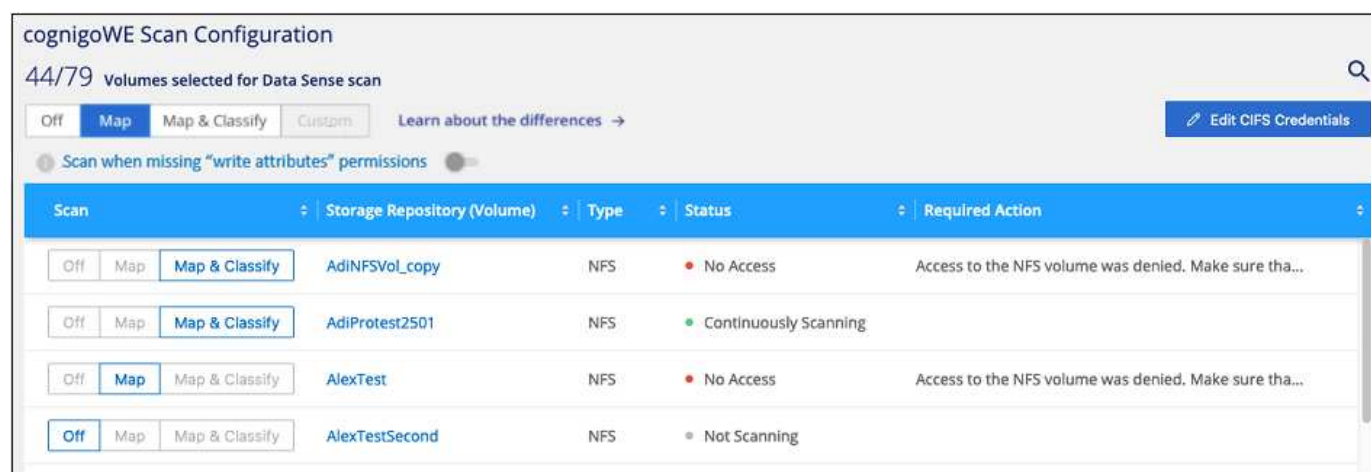 cognigoWE Scan Configuration
44/79 Volumes selected for Data Sense scan
Off Map Map & Classify Custom Learn about the differences → Edit CIFS Credentials
Scan when missing “write attributes” permissions
Scan Storage Repository (Volume) Type Status Required Action
Off Map Map & Classify AdiNFSVol_copy NFS No Access Access to the NFS volume was denied. Make sure tha...
Off Map Map & Classify AdiProtest2501 NFS Continuously Scanning
Off Map Map & Classify AlexTest NFS No Access Access to the NFS volume was denied. Make sure tha...
Off Map Map & Classify AlexTestSecond NFS Not Scanning